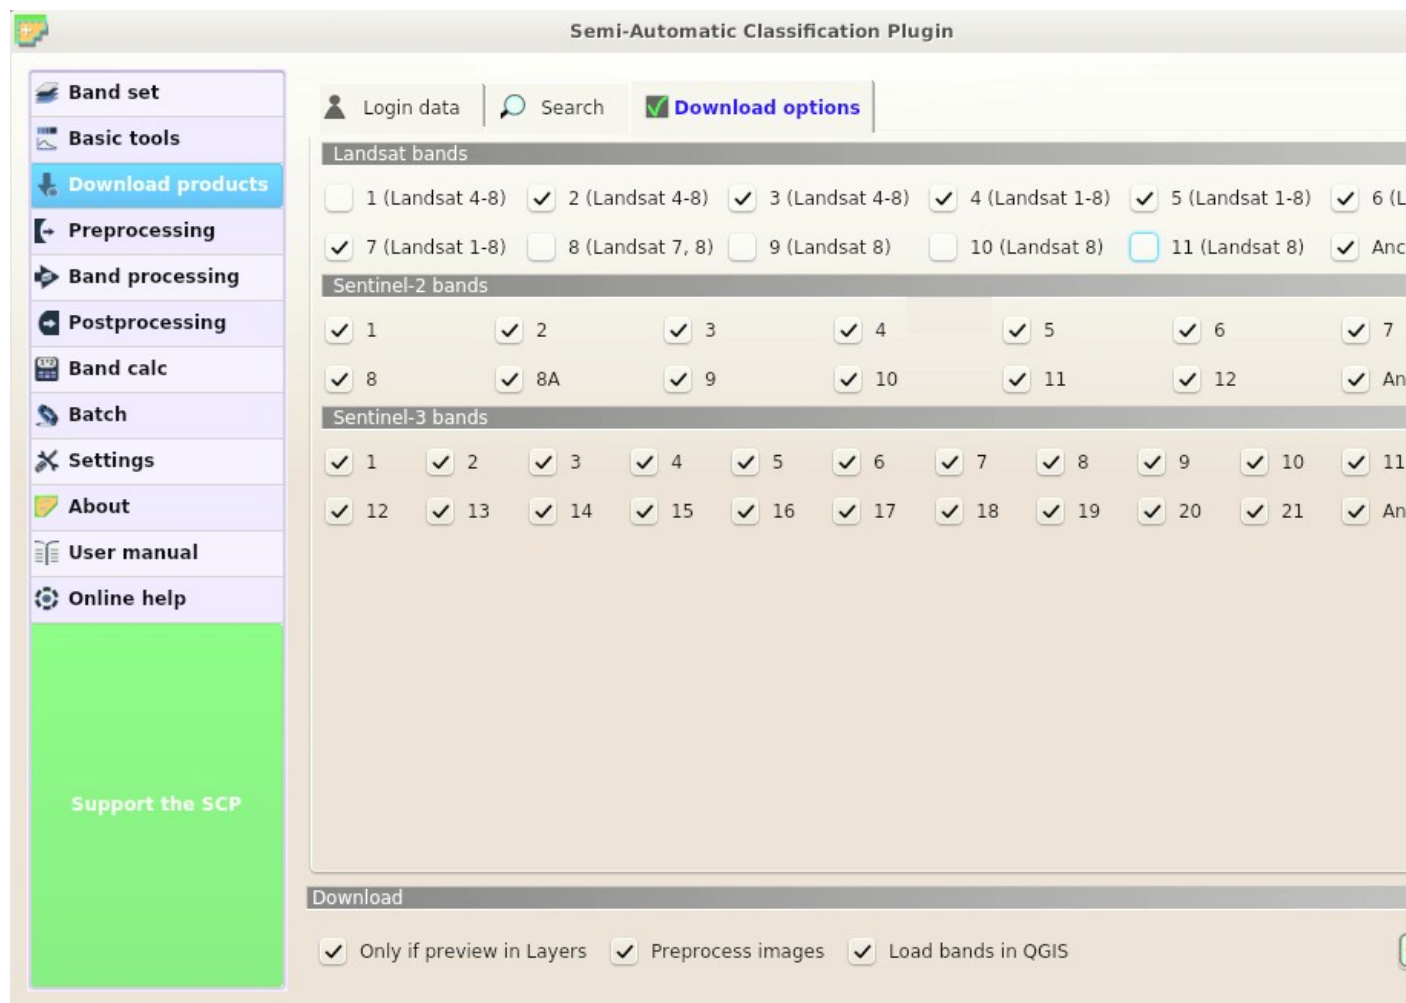 Semi-Automatic Classification Plugin
Band set
Basic tools
Download products
Preprocessing
Band processing
Postprocessing
Band calc
Batch
Settings
About
User manual
Online help
Support the SCP
Login data Search Download options
Landsat bands
1 (Landsat 4-8) 2 (Landsat 4-8) 3 (Landsat 4-8) 4 (Landsat 1-8) 5 (Landsat 1-8) 6 (L
7 (Landsat 1-8) 8 (Landsat 7, 8) 9 (Landsat 8) 10 (Landsat 8) 11 (Landsat 8) Anc
Sentinel-2 bands
1 2 3 4 5 6 7
8 8A 9 10 11 12 An
Sentinel-3 bands
1 2 3 4 5 6 7 8 9 10 11
12 13 14 15 16 17 18 19 20 21 An
Download
Only if preview in Layers Preprocess images Load bands in QGIS